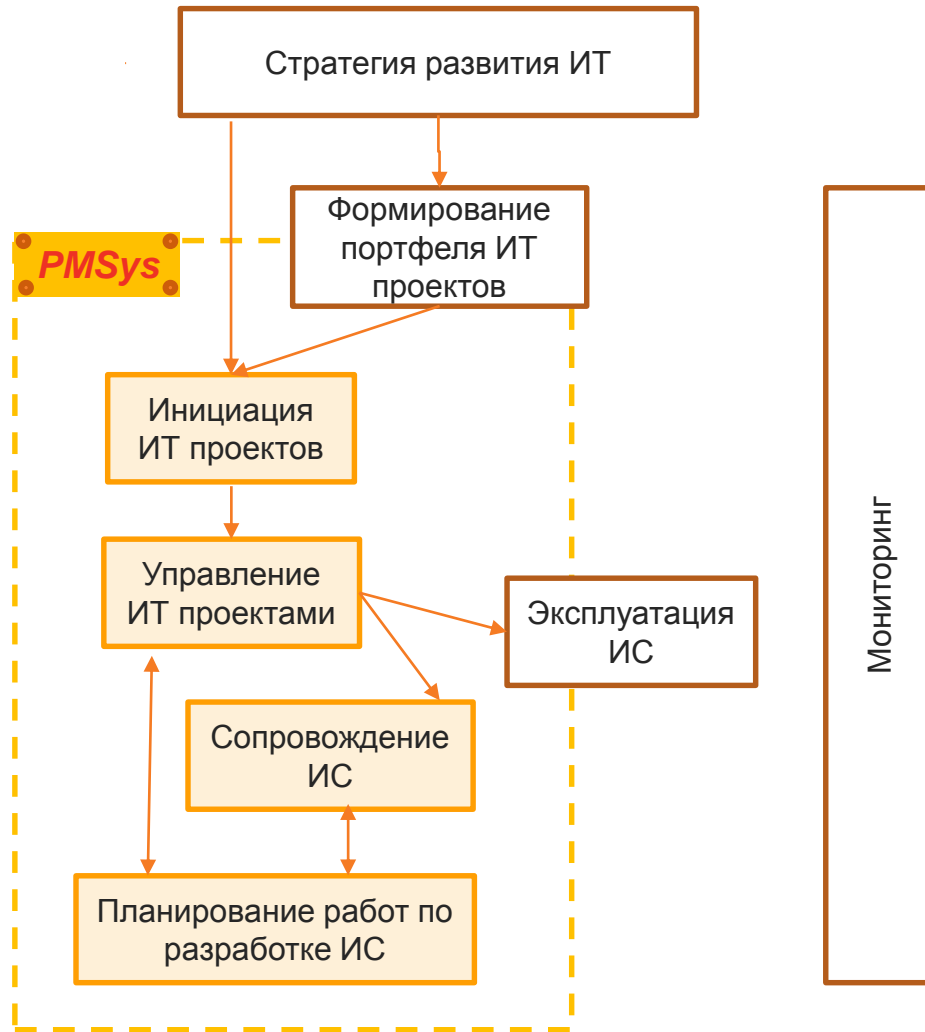 Стратегия развития ИТ
Формирование
портфеля ИТ
проектов
PMSys
Инициация
ИТ проектов
Управление
ИТ проектами
Эксплуатация
ИС
Сопровождение
ИС
Планирование работ по
разработке ИС
Мониторинг